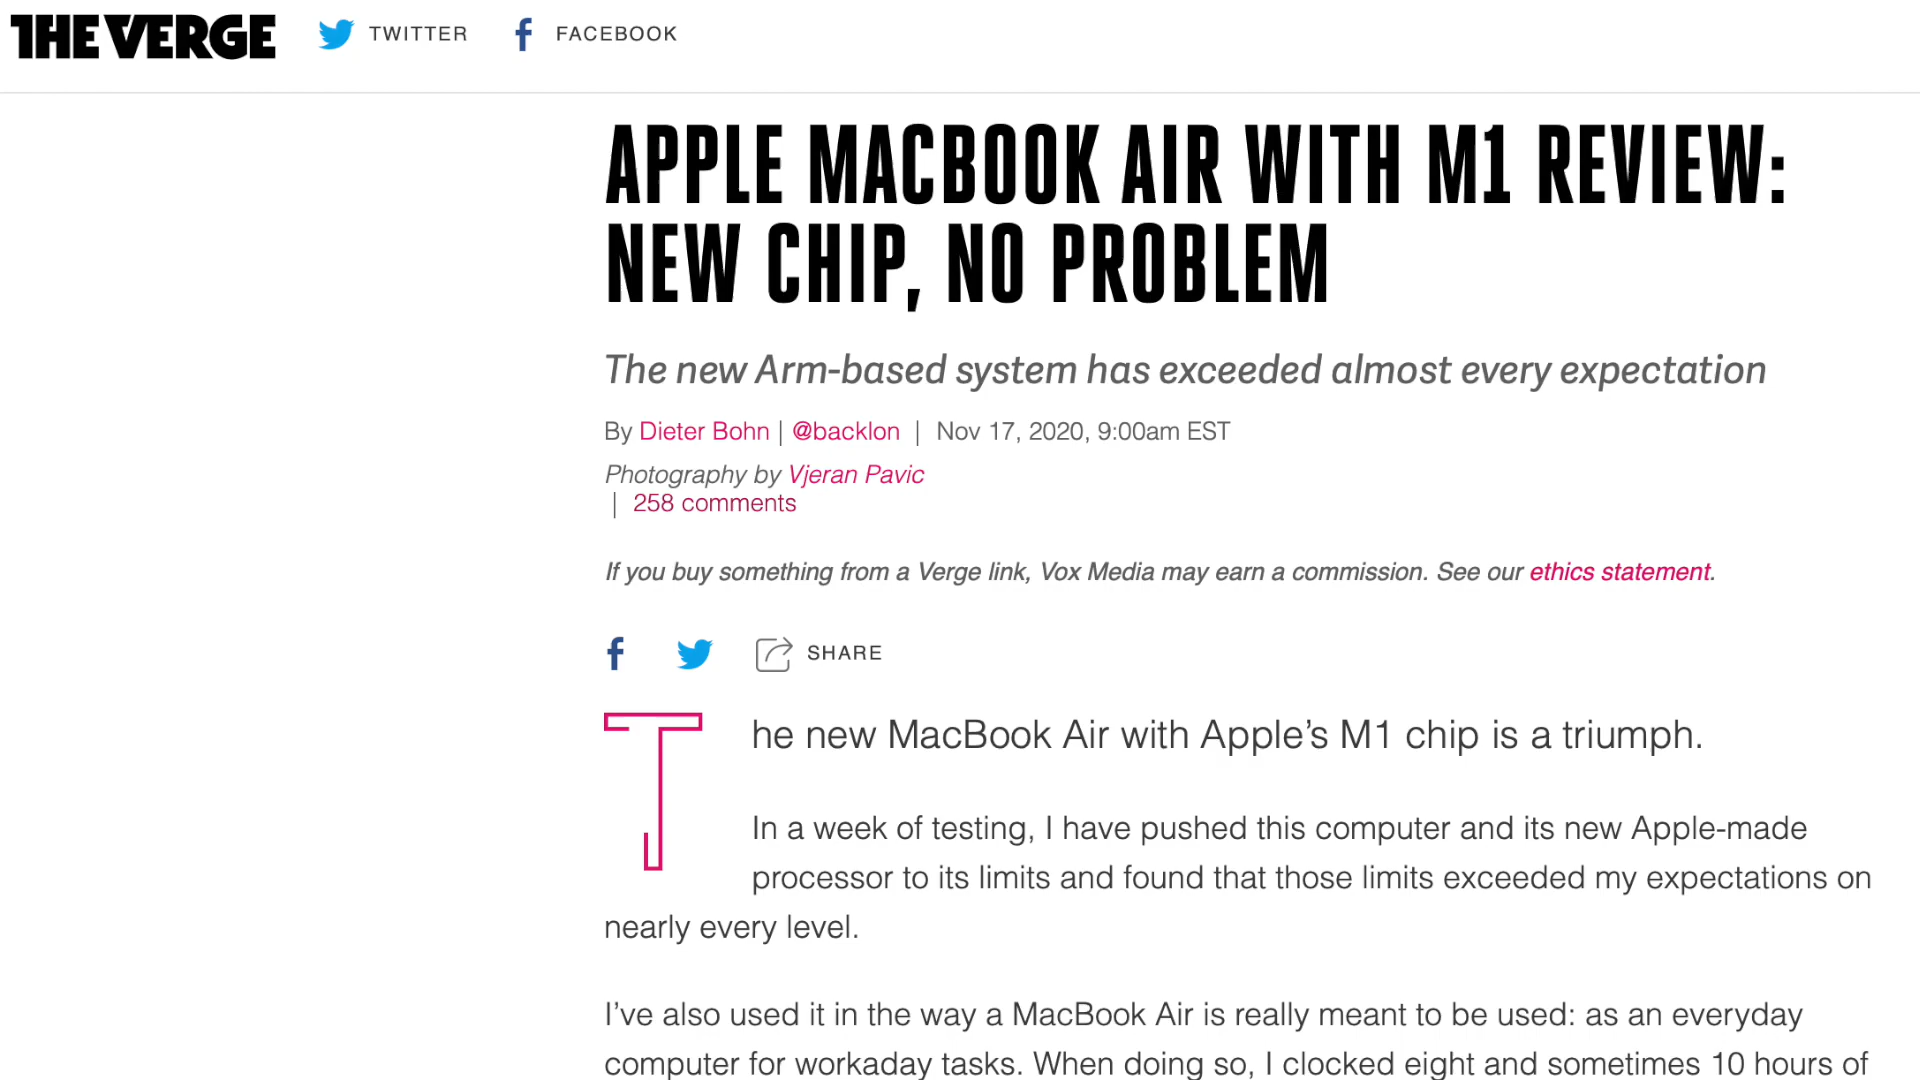 THE VERGE TWITTER FACEBOOK
APPLE MACBOOK AIR WITH M1 REVIEW:
NEW CHIP, NO PROBLEM
The new Arm-based system has exceeded almost every expectation
By Dieter Bohn | @backlon | Nov 17, 2020, 9:00am EST
Photography by Vjeran Pavic
| 258 comments
If you buy something from a Verge link, Vox Media may earn a commission. See our ethics statement.
SHARE
The new MacBook Air with Apple’s M1 chip is a triumph.
In a week of testing, I have pushed this computer and its new Apple-made
processor to its limits and found that those limits exceeded my expectations on
nearly every level.
I’ve also used it in the way a MacBook Air is really meant to be used: as an everyday
computer for workaday tasks. When doing so, I clocked eight and sometimes 10 hours of